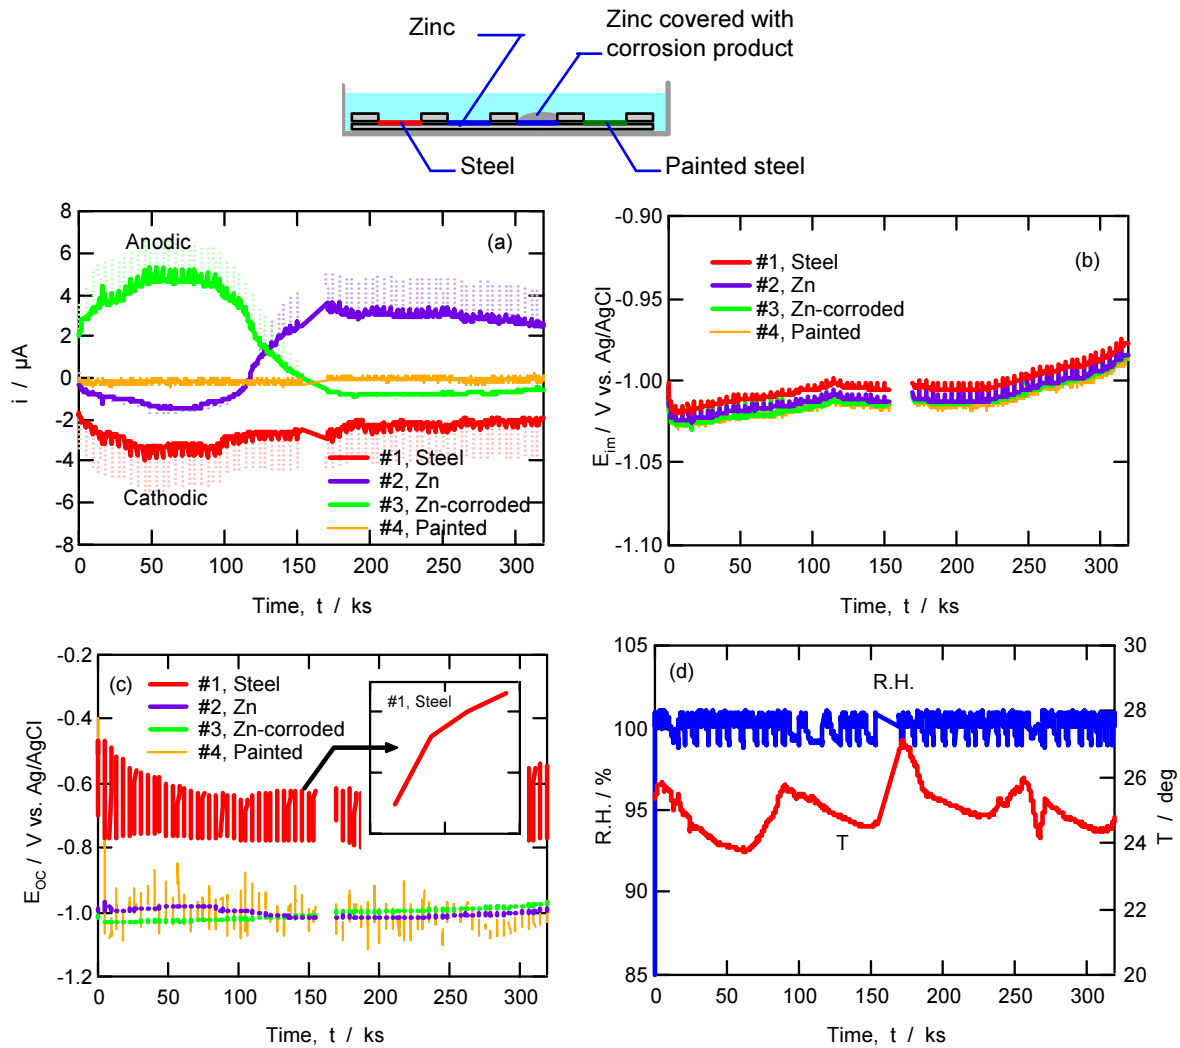 Zinc
Zinc covered with
corrosion product
Steel
Painted steel
8
6
4
2
0
-2
-4
-6
-8
i / μA
Anodic
(a)
Cathodic
#1, Steel
#2, Zn
#3, Zn-corroded
#4, Painted
0 50 100 150 200 250 300
Time, t / ks
-0.90
-0.95
-1.00
-1.05
-1.10
E_im / V vs. Ag/AgCl
(b)
#1, Steel
#2, Zn
#3, Zn-corroded
#4, Painted
0 50 100 150 200 250 300
Time, t / ks
-0.2
-0.4
-0.6
-0.8
-1.0
-1.2
E_OC / V vs. Ag/AgCl
(c)
#1, Steel
#2, Zn
#3, Zn-corroded
#4, Painted
#1, Steel
0 50 100 150 200 250 300
Time, t / ks
105
100
95
90
85
R.H. / %
(d)
R.H.
T
30
28
26
24
22
20
T / deg
0 50 100 150 200 250 300
Time, t / ks